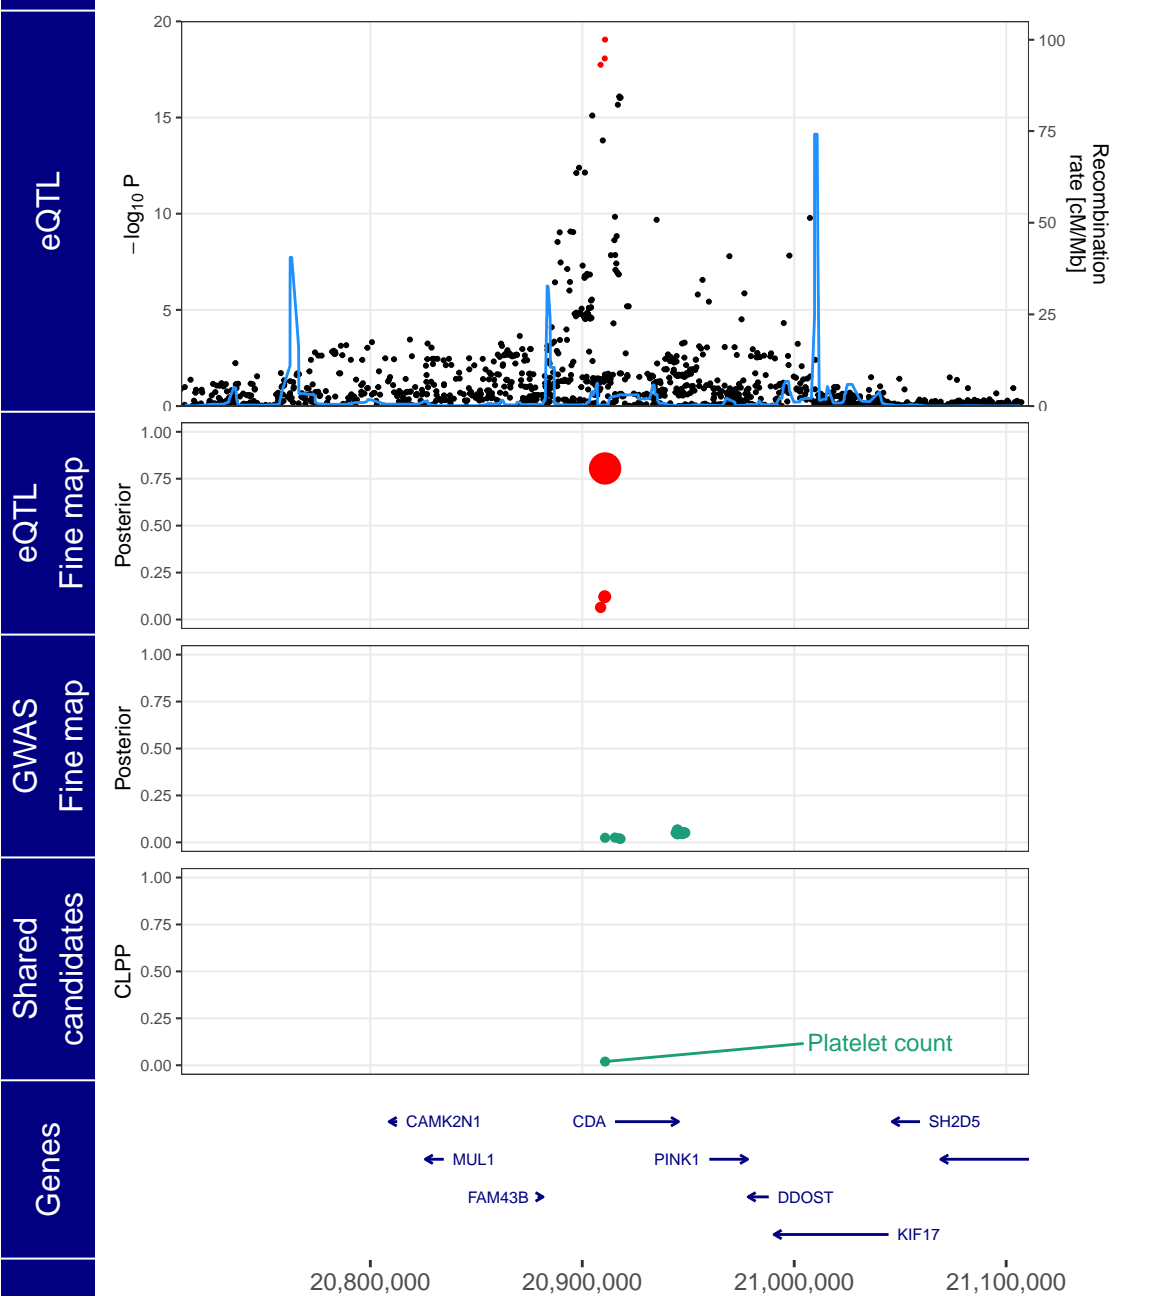 eQTL
20
15
10
5
0
−log10 P
100
75
50
25
0
Recombination
rate [cM/Mb]
eQTL
Fine map
Posterior
1.00
0.75
0.50
0.25
0.00
GWAS
Fine map
Posterior
1.00
0.75
0.50
0.25
0.00
Shared
candidates
CLPP
1.00
0.75
0.50
0.25
0.00
Platelet count
Genes
CAMK2N1
CDA
SH2D5
MUL1
PINK1
FAM43B
DDOST
KIF17
20,800,000
20,900,000
21,000,000
21,100,000